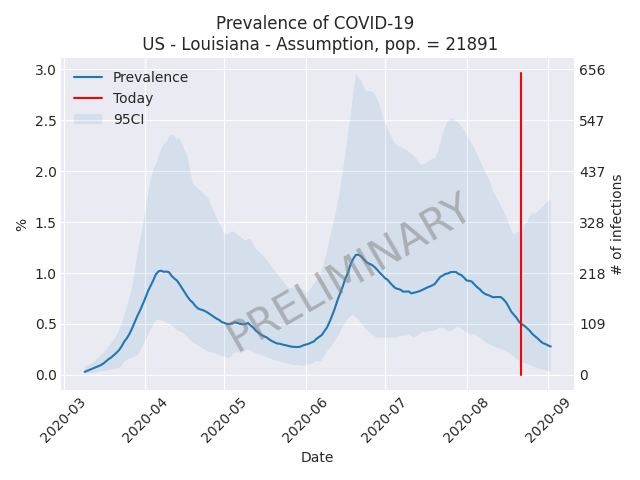 Prevalence of COVID-19
US - Louisiana - Assumption, pop. = 21891
Prevalence
Today
95CI
3.0
2.5
2.0
1.5
1.0
0.5
0.0
%
656
547
437
328
218
109
0
# of infections
PRELIMINARY
2020-03
2020-04
2020-05
2020-06
2020-07
2020-08
2020-09
Date